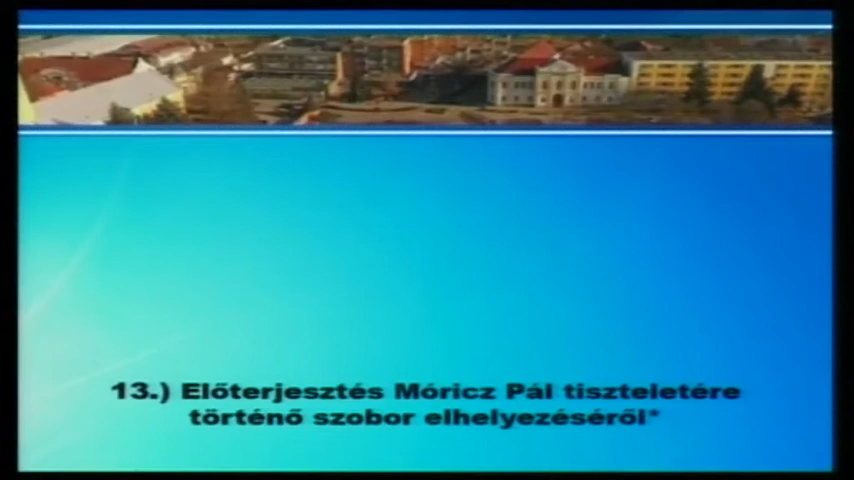 13.) Előterjesztés Móricz Pál tiszteletére
történő szobor elhelyezéséről*